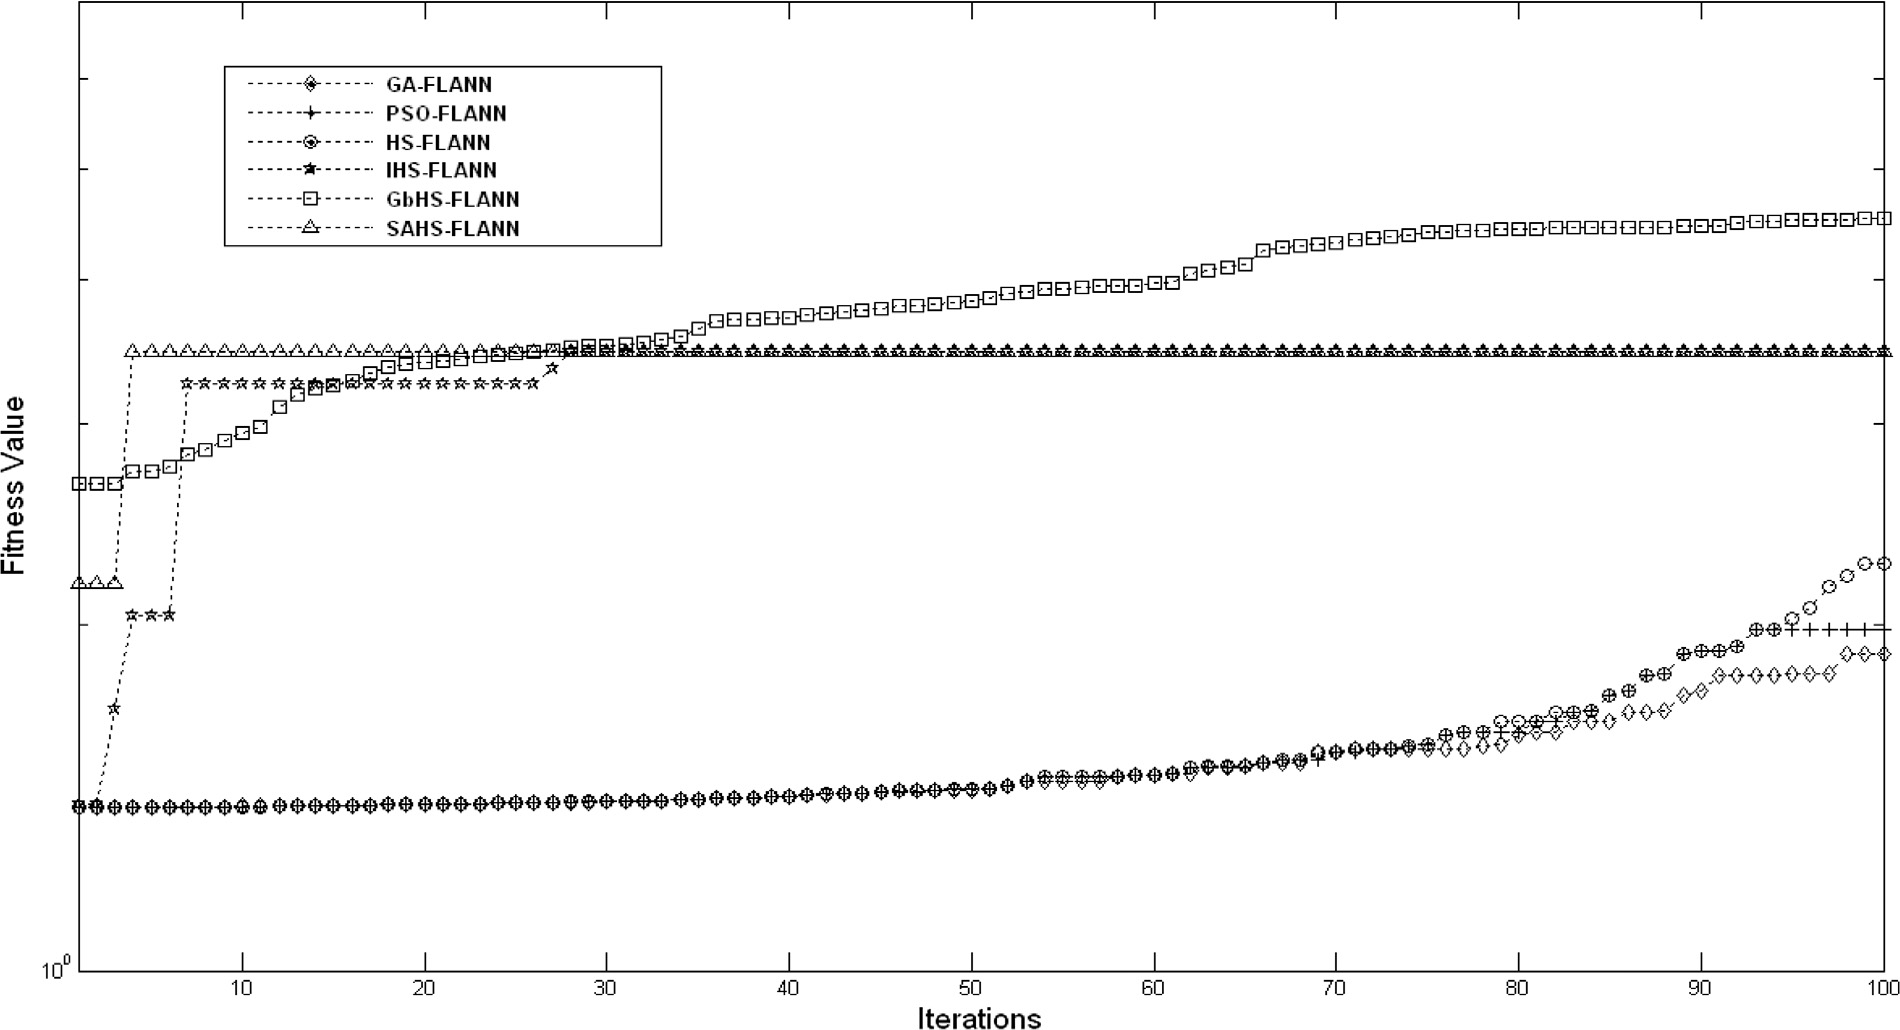 GA-FLANN
PSO-FLANN
HS-FLANN
IHS-FLANN
GbHS-FLANN
SAHS-FLANN
Fitness Value
10⁰
10 20 30 40 50 60 70 80 90 100
Iterations